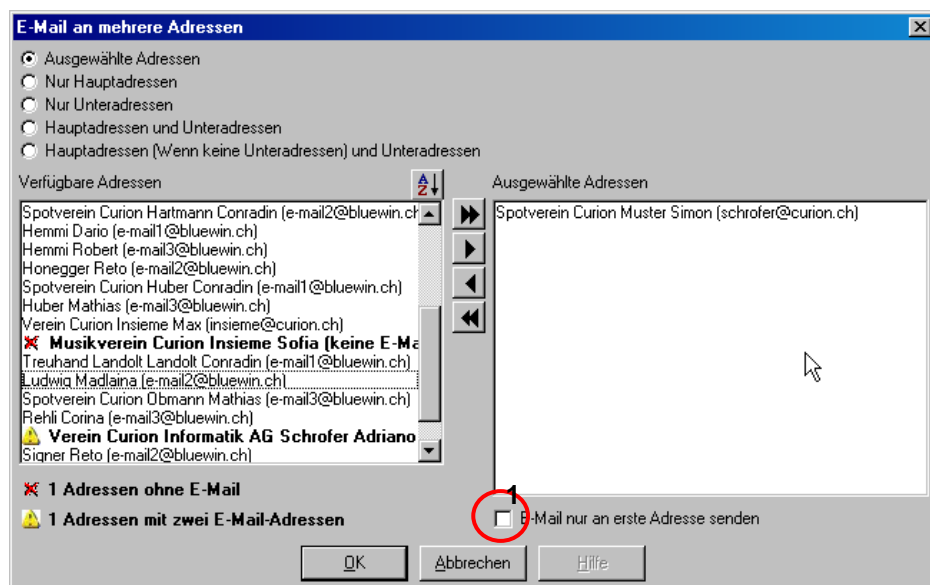 E-Mail an mehrere Adressen
Ausgewählte Adressen
Nur Hauptadressen
Nur Unteradressen
Hauptadressen und Unteradressen
Hauptadressen (Wenn keine Unteradressen) und Unteradressen
Verfügbare Adressen
A
Z
Ausgewählte Adressen
Spotverein Curion Hartmann Conradin (e-mail2@bluewin.ch
Hemmi Dario (e-mail1@bluewin.ch)
Hemmi Robert (e-mail3@bluewin.ch)
Honegger Reto (e-mail2@bluewin.ch)
Spotverein Curion Huber Conradin (e-mail1@bluewin.ch)
Huber Mathias (e-mail3@bluewin.ch)
Verein Curion Insieme Max (insieme@curion.ch)
Musikverein Curion Insieme Sofia (keine E-Ma
Treuhand Landolt Landolt Conradin (e-mail1@bluewin.ch)
Ludwig Madlaina (e-mail2@bluewin.ch)
Spotverein Curion Obmann Mathias (e-mail3@bluewin.ch)
Rehli Corina (e-mail3@bluewin.ch)
Verein Curion Informatik AG Schrofer Adriano
Signer Reto (e-mail2@bluewin.ch)
Spotverein Curion Muster Simon (schrofer@curion.ch)
1 Adressen ohne E-Mail
1 Adressen mit zwei E-Mail-Adressen
1
E-Mail nur an erste Adresse senden
OK
Abbrechen
Hilfe